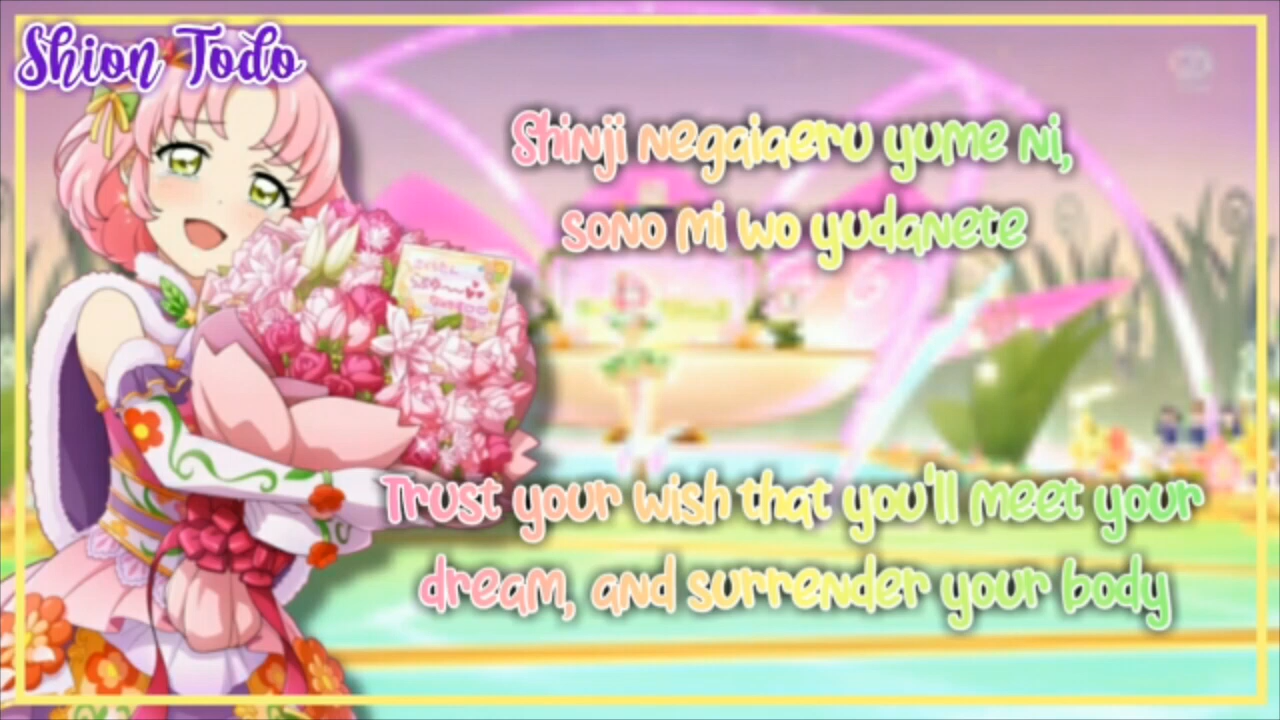 Shion Todo
Shinji negaiaeru yume ni,
sono mi wo yudanete
Trust your wish that you'll meet your
dream, and surrender your body